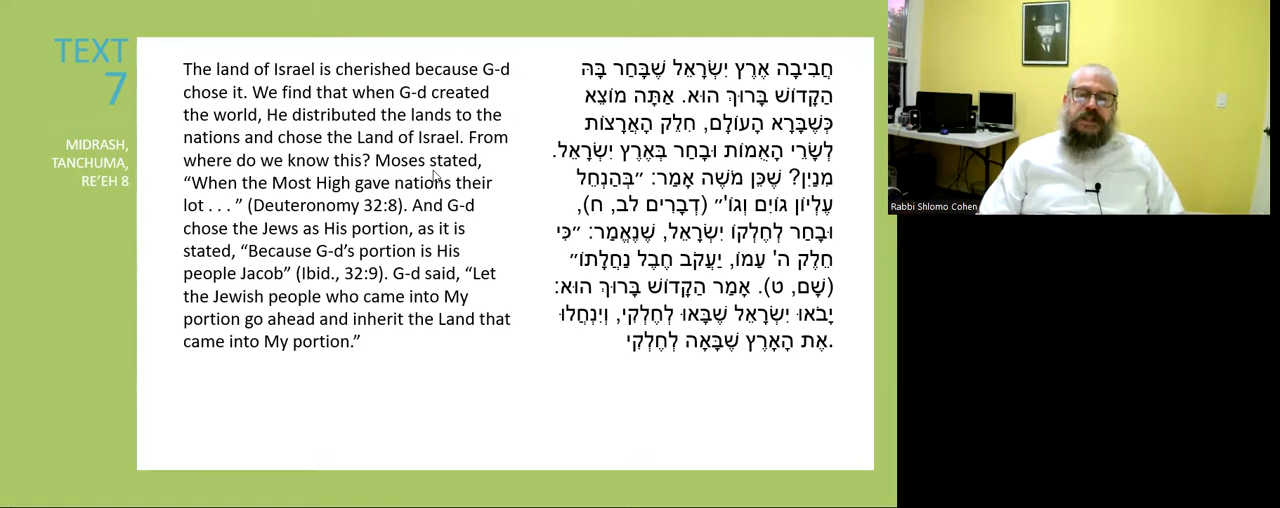 TEXT
7
MIDRASH,
TANCHUMA,
RE’EH 8
The land of Israel is cherished because G-d
chose it. We find that when G-d created
the world, He distributed the lands to the
nations and chose the Land of Israel. From
where do we know this? Moses stated,
“When the Most High gave nations their
lot . . . ” (Deuteronomy 32:8). And G-d
chose the Jews as His portion, as it is
stated, “Because G-d’s portion is His
people Jacob” (Ibid., 32:9). G-d said, “Let
the Jewish people who came into My
portion go ahead and inherit the Land that
came into My portion.”
חֲבִיבָה אֶרֶץ יִשְׂרָאֵל שֶׁבָּחַר בָּהּ
הַקָּדוֹשׁ בָּרוּךְ הוּא. אַתָּה מוֹצֵא
כְּשֶׁבָּרָא הָעוֹלָם, חִלֵּק הָאֲרָצוֹת
לְשָׂרֵי הָאֻמוֹת וּבָחַר בְּאֶרֶץ יִשְׂרָאֵל.
מִנַּיִן? שֶׁכֵּן מֹשֶׁה אָמַר: ״בְּהַנְחֵל
עֶלְיוֹן גוֹיִם וְגוֹ'״ (דְבָרִים לב, ח),
וּבָחַר לְחֶלְקוֹ יִשְׂרָאֵל, שֶׁנֶאֱמַר: ״כִּי
חֵלֶק ה' עַמוֹ, יַעֲקֹב חֶבֶל נַחֲלָתוֹ״
(שָׁם, ט). אָמַר הַקָדוֹשׁ בָּרוּךְ הוּא:
יָבֹאוּ יִשְׂרָאֵל שֶׁבָּאוּ לְחֶלְקִי, וְיִנְחֲלוּ
אֶת הָאָרֶץ שֶׁבָּאָה לְחֶלְקִי.
Rabbi Shlomo Cohen